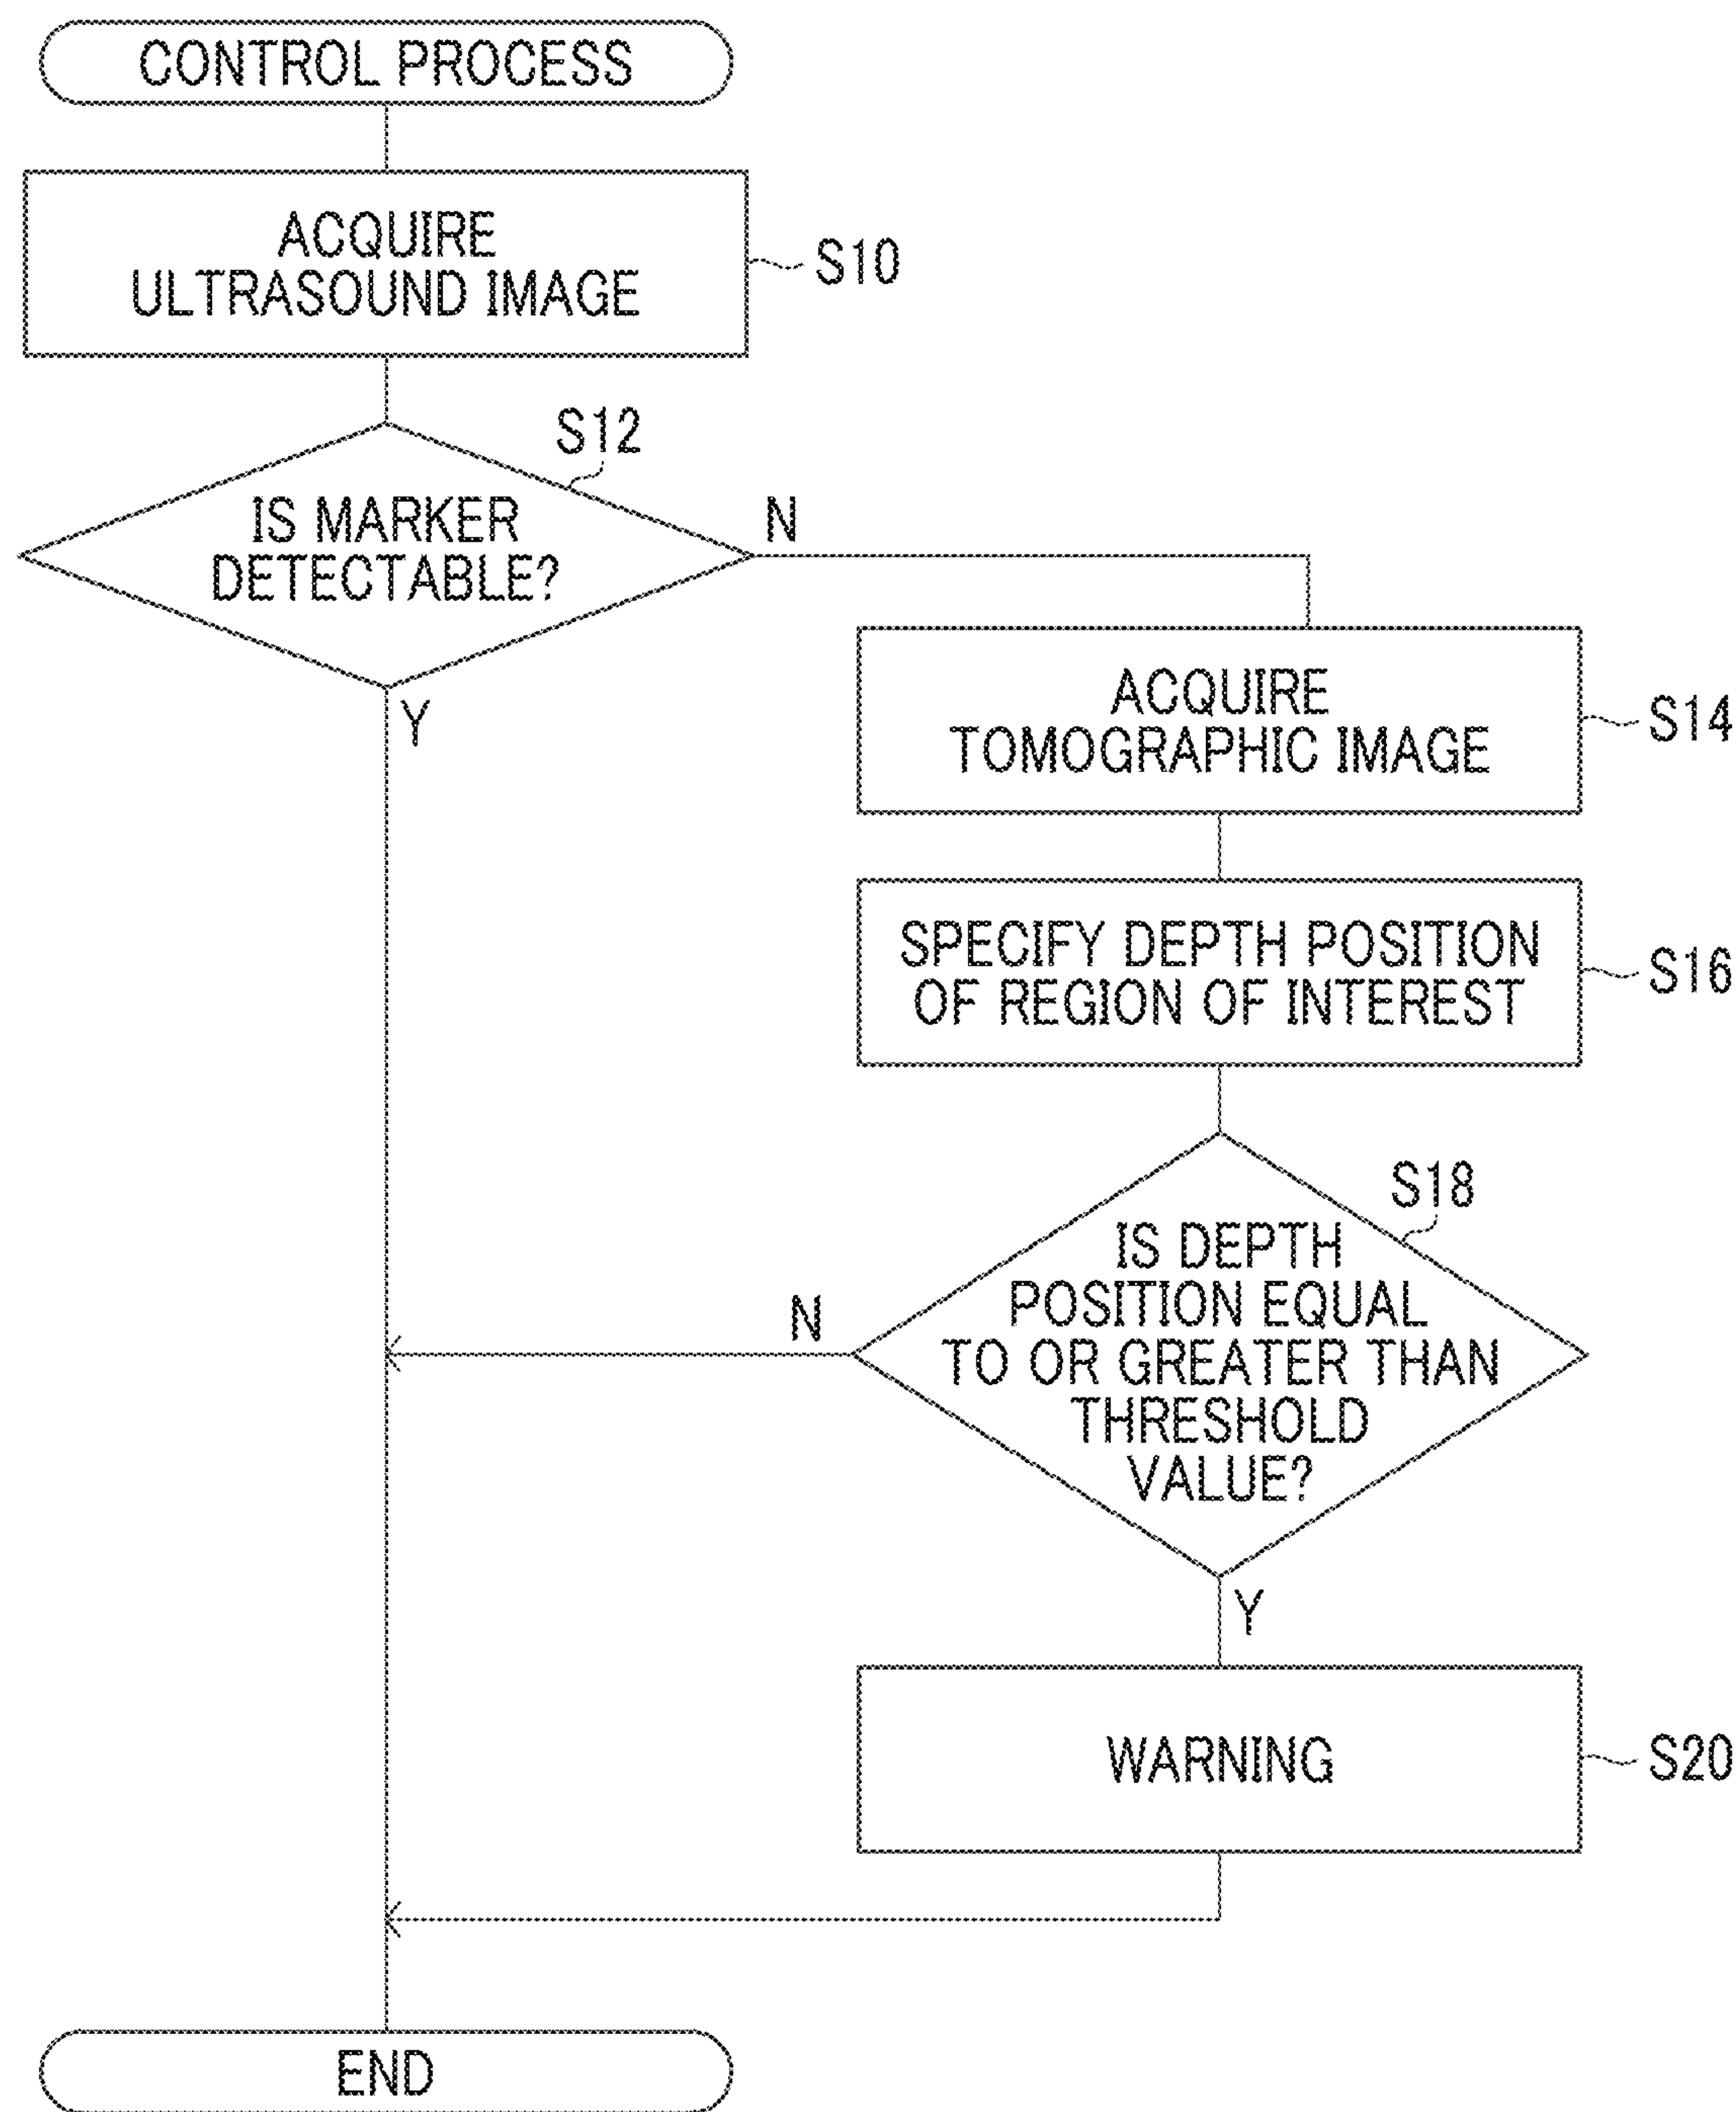 CONTROL PROCESS
ACQUIRE
ULTRASOUND IMAGE
S10
S12
IS MARKER
DETECTABLE?
N
Y
ACQUIRE
TOMOGRAPHIC IMAGE
S14
SPECIFY DEPTH POSITION
OF REGION OF INTEREST
S16
S18
IS DEPTH
POSITION EQUAL
TO OR GREATER THAN
THRESHOLD
VALUE?
N
Y
WARNING
S20
END